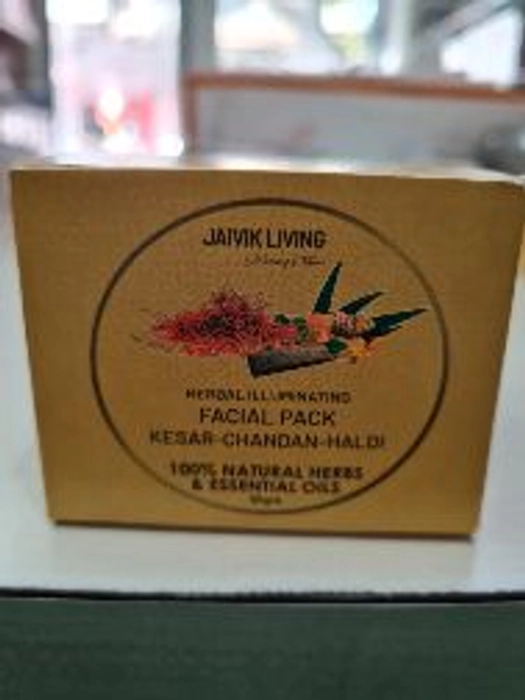 JAIVIK LIVING
HERBAL ILLUMINATING
FACIAL PACK
KESAR-CHANDAN-HALDI
100% NATURAL HERBS
& ESSENTIAL OILS